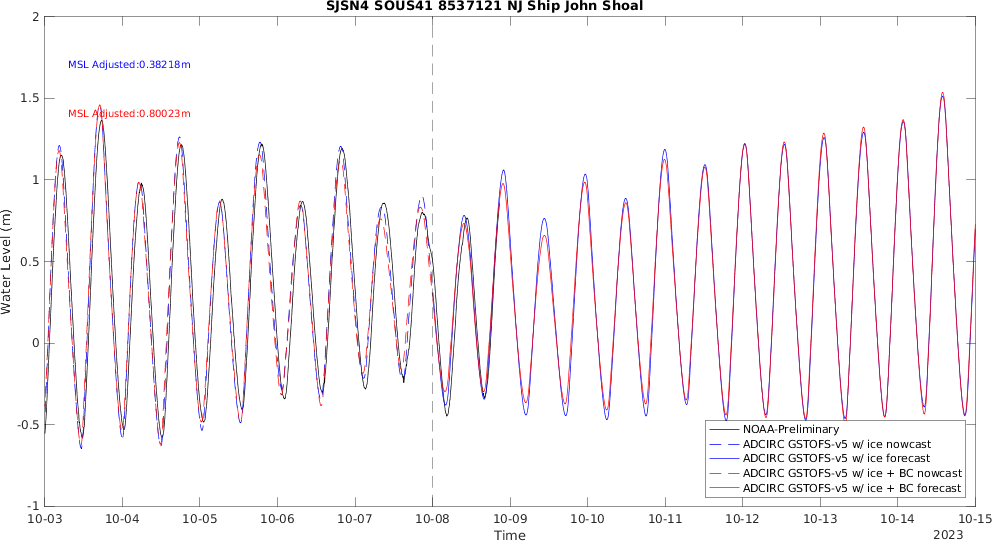 SJSN4 SOUS41 8537121 NJ Ship John Shoal
2
1.5
1
0.5
0
-0.5
-1
Water Level (m)
MSL Adjusted:0.38218m
MSL Adjusted:0.80023m
NOAA-Preliminary
ADCIRC GSTOFS-v5 w/ ice nowcast
ADCIRC GSTOFS-v5 w/ ice forecast
ADCIRC GSTOFS-v5 w/ ice + BC nowcast
ADCIRC GSTOFS-v5 w/ ice + BC forecast
10-03 10-04 10-05 10-06 10-07 10-08 10-09 10-10 10-11 10-12 10-13 10-14 10-15
Time
2023